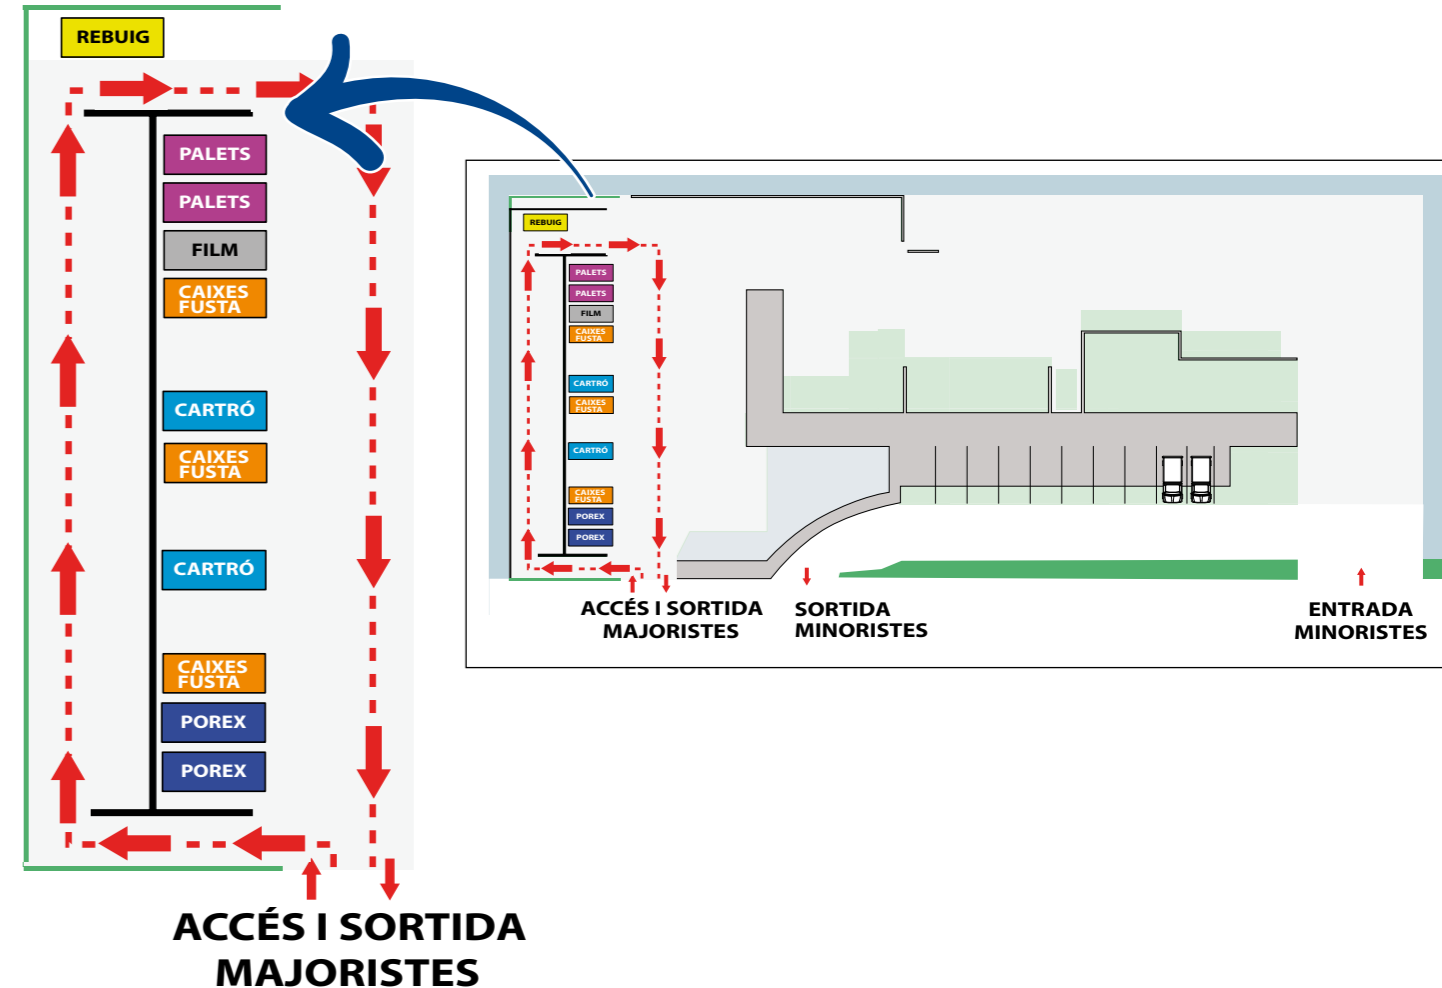 REBUIG
PALETS
PALETS
FILM
CAIXES
FUSTA
CARTRÓ
CAIXES
FUSTA
CARTRÓ
CAIXES
FUSTA
POREX
POREX
ACCÉS I SORTIDA
MAJORISTES
REBUIG
PALETS
PALETS
FILM
CAIXES
FUSTA
CARTRÓ
CAIXES
FUSTA
CARTRÓ
CAIXES
FUSTA
POREX
POREX
ACCÉS I SORTIDA
MAJORISTES
SORTIDA
MINORISTES
ENTRADA
MINORISTES